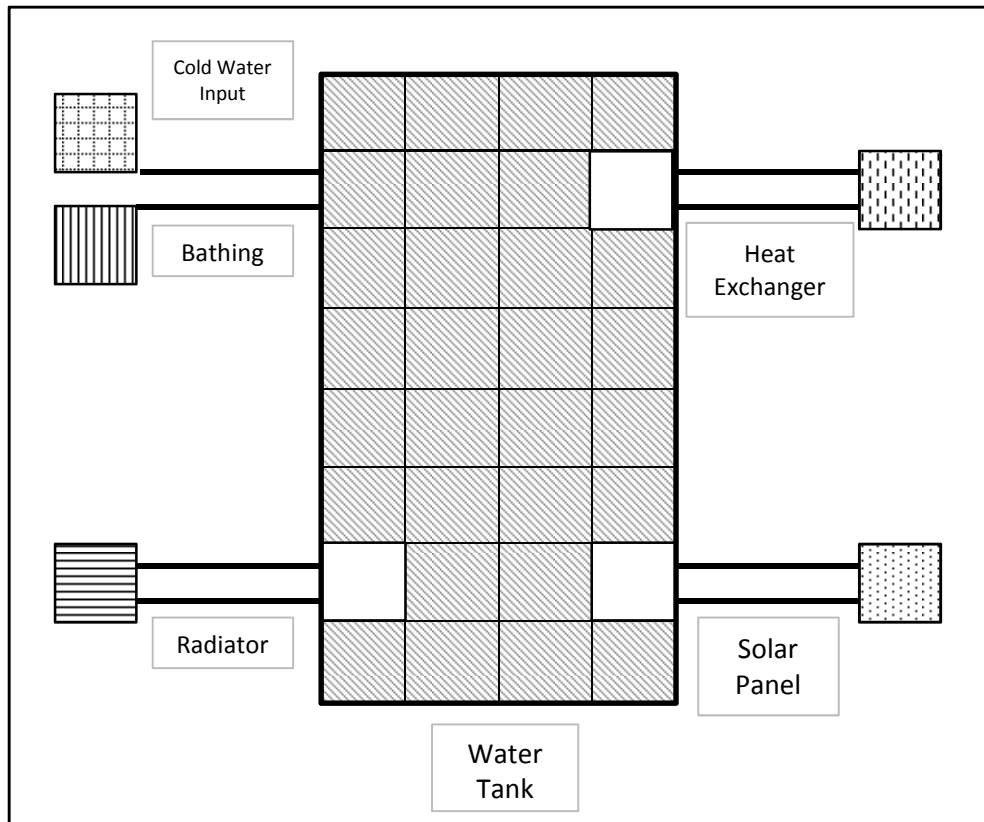 Cold Water
Input
Bathing
Heat
Exchanger
Radiator
Solar
Panel
Water
Tank